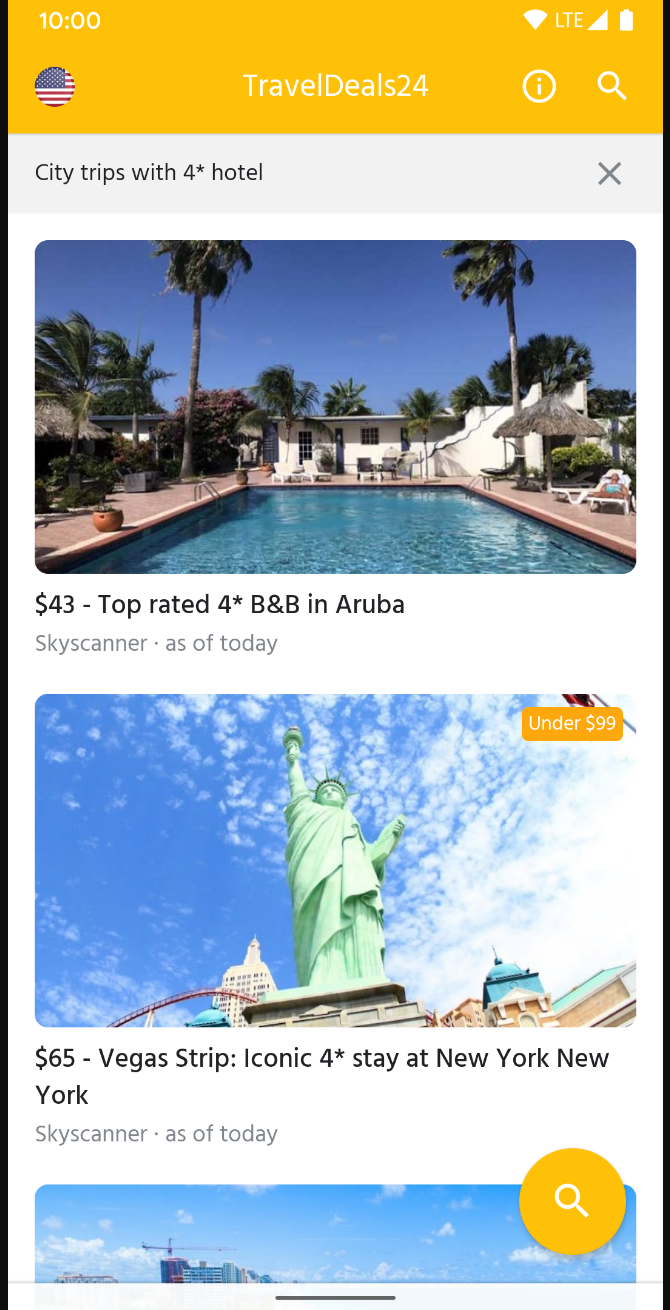 10:00
LTE
TravelDeals24
City trips with 4* hotel
$43 - Top rated 4* B&B in Aruba
Skyscanner · as of today
Under $99
$65 - Vegas Strip: Iconic 4* stay at New York New
York
Skyscanner · as of today